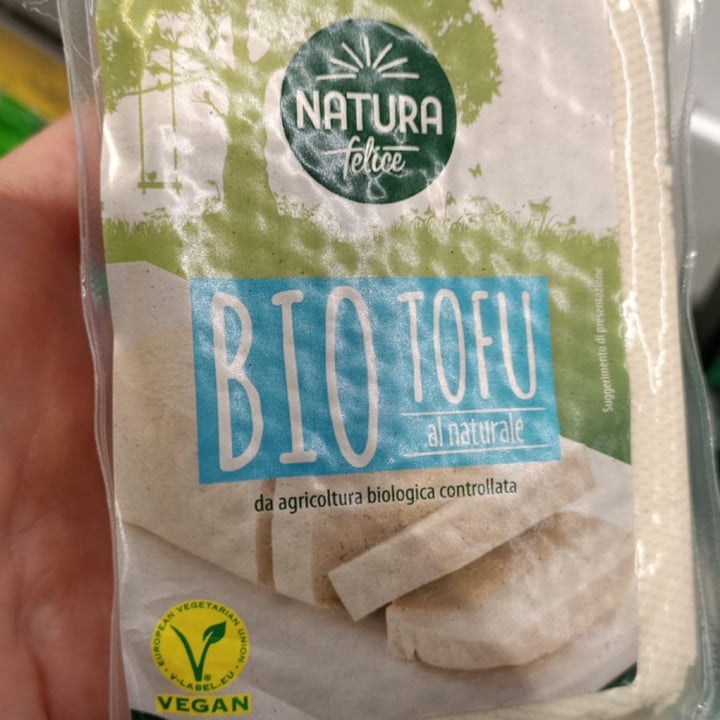 NATURA
felice
BIO TOFU
al naturale
da agricoltura biologica controllata
Suggerimento di presentazione
EUROPEAN VEGETARIAN UNION
V-LABEL.EU
VEGAN